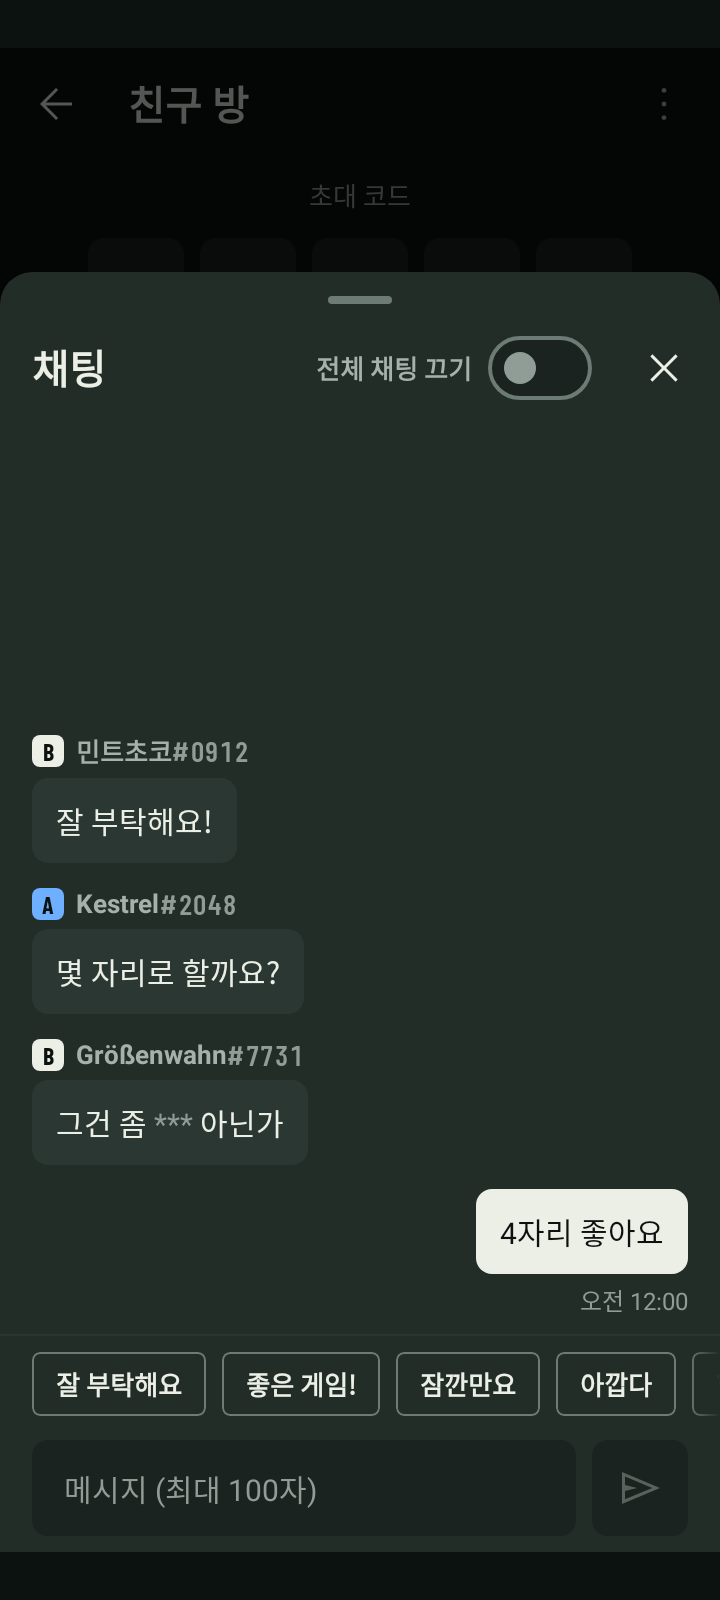 친구 방
초대 코드
채팅
전체 채팅 끄기
B 민트초코#0912
잘 부탁해요!
A Kestrel#2048
몇 자리로 할까요?
B Größenwahn#7731
그건 좀 *** 아닌가
4자리 좋아요
오전 12:00
잘 부탁해요 좋은 게임! 잠깐만요 아깝다
메시지 (최대 100자)